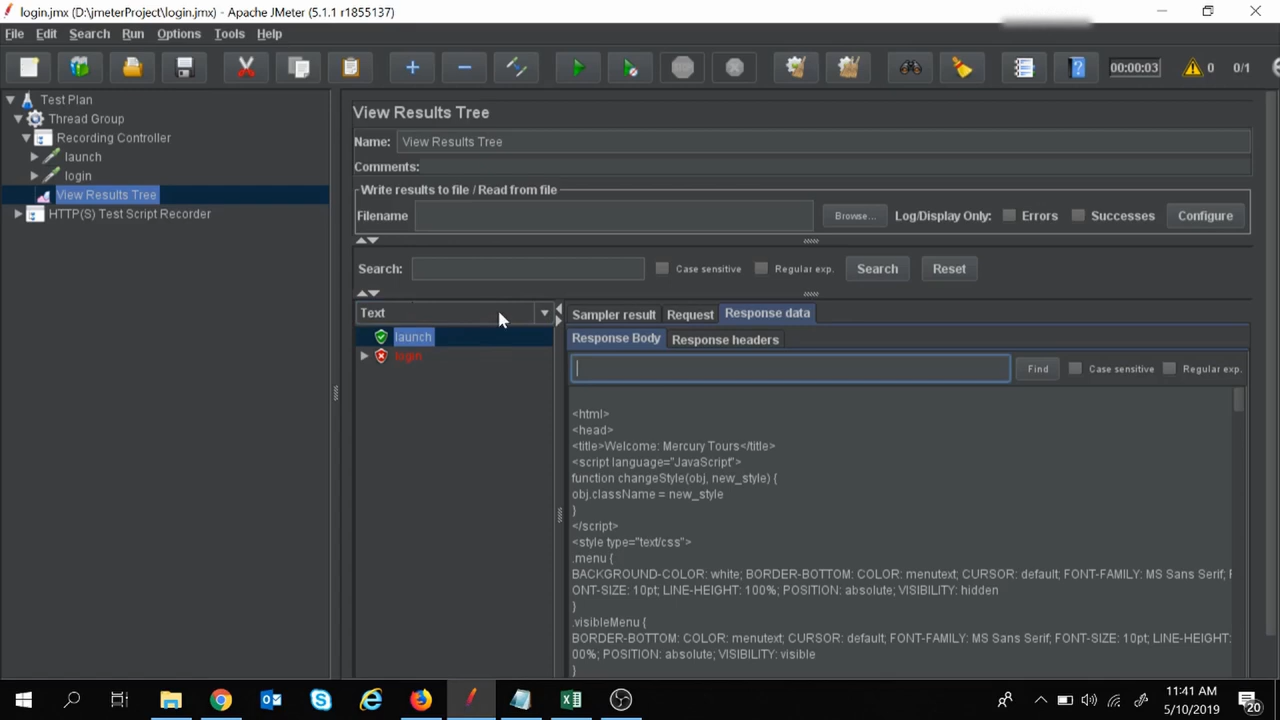 login.jmx (D:\jmeterProject\login.jmx) - Apache JMeter (5.1.1 r1855137)
File Edit Search Run Options Tools Help
00:00:03 0 0/1
Test Plan
Thread Group
Recording Controller
launch
login
View Results Tree
HTTP(S) Test Script Recorder
View Results Tree
Name: View Results Tree
Comments:
Write results to file / Read from file
Filename Browse... Log/Display Only: Errors Successes Configure
Search: Case sensitive Regular exp. Search Reset
Text
launch
login
Sampler result Request Response data
Response Body Response headers
Find Case sensitive Regular exp.
<html>
<head>
<title>Welcome: Mercury Tours</title>
<script language="JavaScript">
function changeStyle(obj, new_style) {
obj.className = new_style
}
</script>
<style type="text/css">
.menu {
BACKGROUND-COLOR: white; BORDER-BOTTOM: COLOR: menutext; CURSOR: default; FONT-FAMILY: MS Sans Serif; F
ONT-SIZE: 10pt; LINE-HEIGHT: 100%; POSITION: absolute; VISIBILITY: hidden
}
.visibleMenu {
BORDER-BOTTOM: COLOR: menutext; CURSOR: default; FONT-FAMILY: MS Sans Serif; FONT-SIZE: 10pt; LINE-HEIGHT:
00%; POSITION: absolute; VISIBILITY: visible
}
11:41 AM
5/10/2019
20